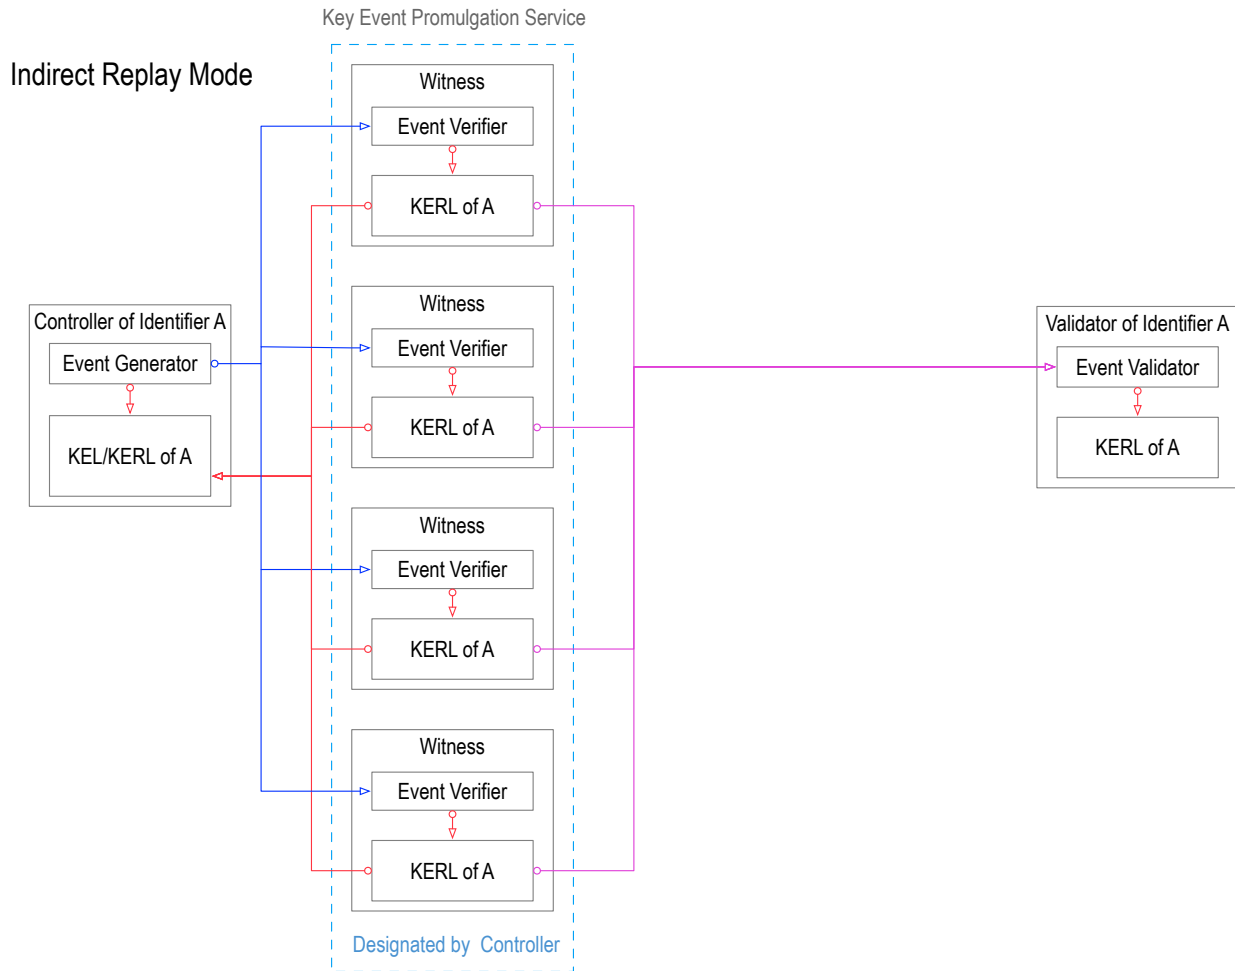 Key Event Promulgation Service
Indirect Replay Mode
Witness
Event Verifier
KERL of A
Controller of Identifier A
Event Generator
KEL/KERL of A
Witness
Event Verifier
KERL of A
Validator of Identifier A
Event Validator
KERL of A
Witness
Event Verifier
KERL of A
Witness
Event Verifier
KERL of A
Designated by Controller